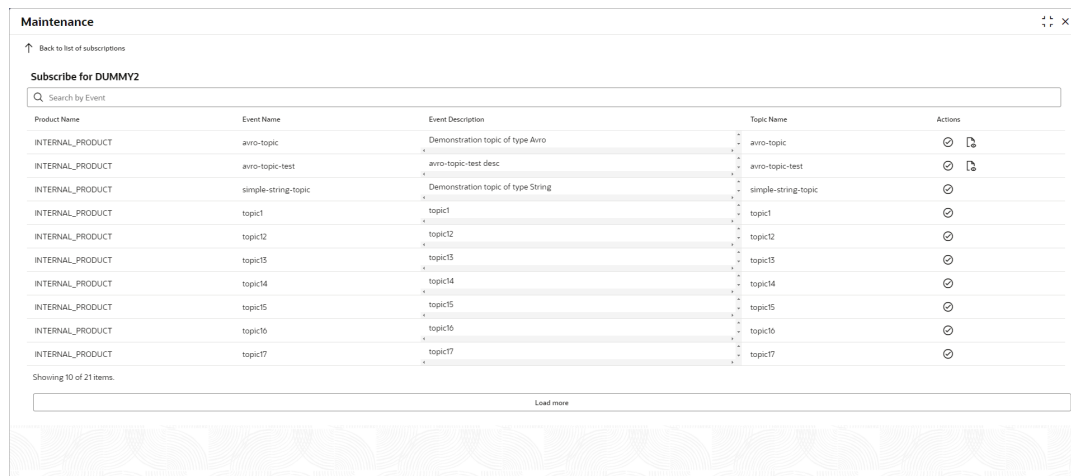 Maintenance
Back to list of subscriptions
Subscribe for DUMMY2
Search by Event
Product Name Event Name Event Description Topic Name Actions
INTERNAL_PRODUCT avro-topic Demonstration topic of type Avro avro-topic
INTERNAL_PRODUCT avro-topic-test avro-topic-test desc avro-topic-test
INTERNAL_PRODUCT simple-string-topic Demonstration topic of type String simple-string-topic
INTERNAL_PRODUCT topic1 topic1 topic1
INTERNAL_PRODUCT topic12 topic12 topic12
INTERNAL_PRODUCT topic13 topic13 topic13
INTERNAL_PRODUCT topic14 topic14 topic14
INTERNAL_PRODUCT topic15 topic15 topic15
INTERNAL_PRODUCT topic16 topic16 topic16
INTERNAL_PRODUCT topic17 topic17 topic17
Showing 10 of 21 items.
Load more